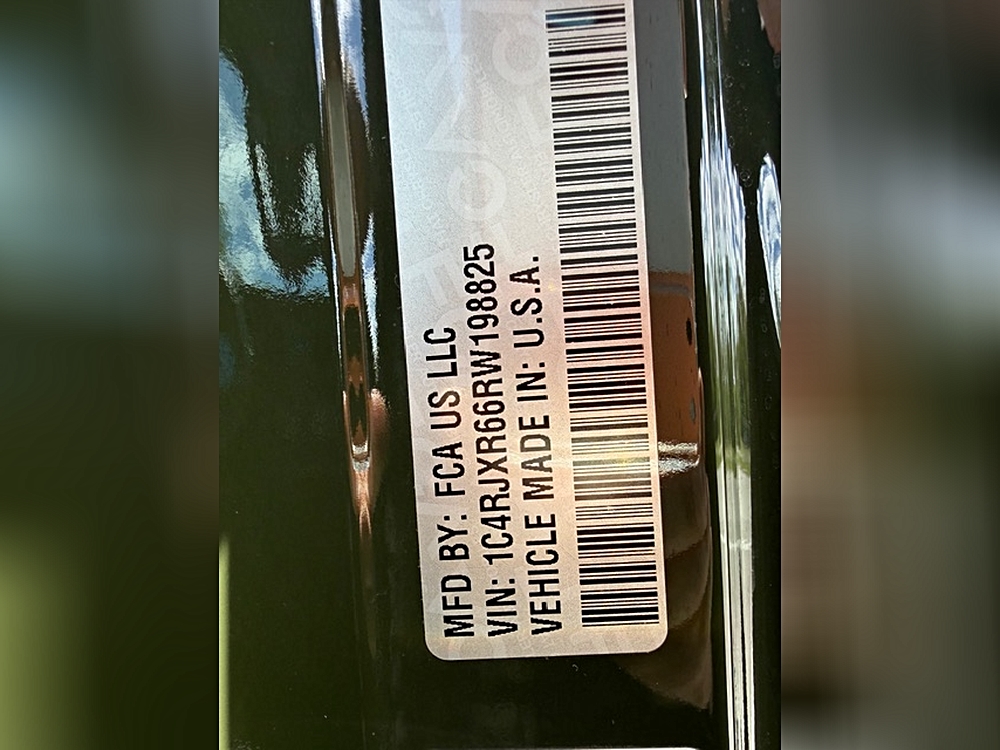 MFD BY: FCA US LLC
VIN: 1C4RJXR66RW198825
VEHICLE MADE IN: U.S.A.